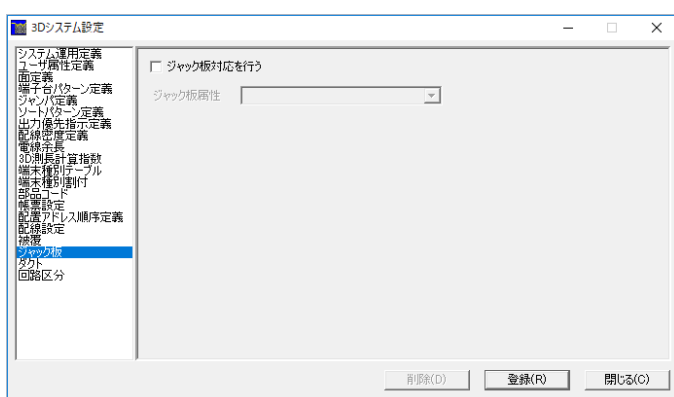 3Dシステム設定
システム運用定義
ユーザ属性定義
面定義
端子台パターン定義
ジャンパ定義
ソートパターン定義
出力優先指示定義
配線密度定義
電線余長
3D測長計算指数
端末種別テーブル
端末種別割付
部品コード
帳票設定
配置アドレス順序定義
配線設定
被覆
ジャック板
ダクト
回路区分
ジャック板対応を行う
ジャック板属性
削除(D)
登録(R)
閉じる(C)